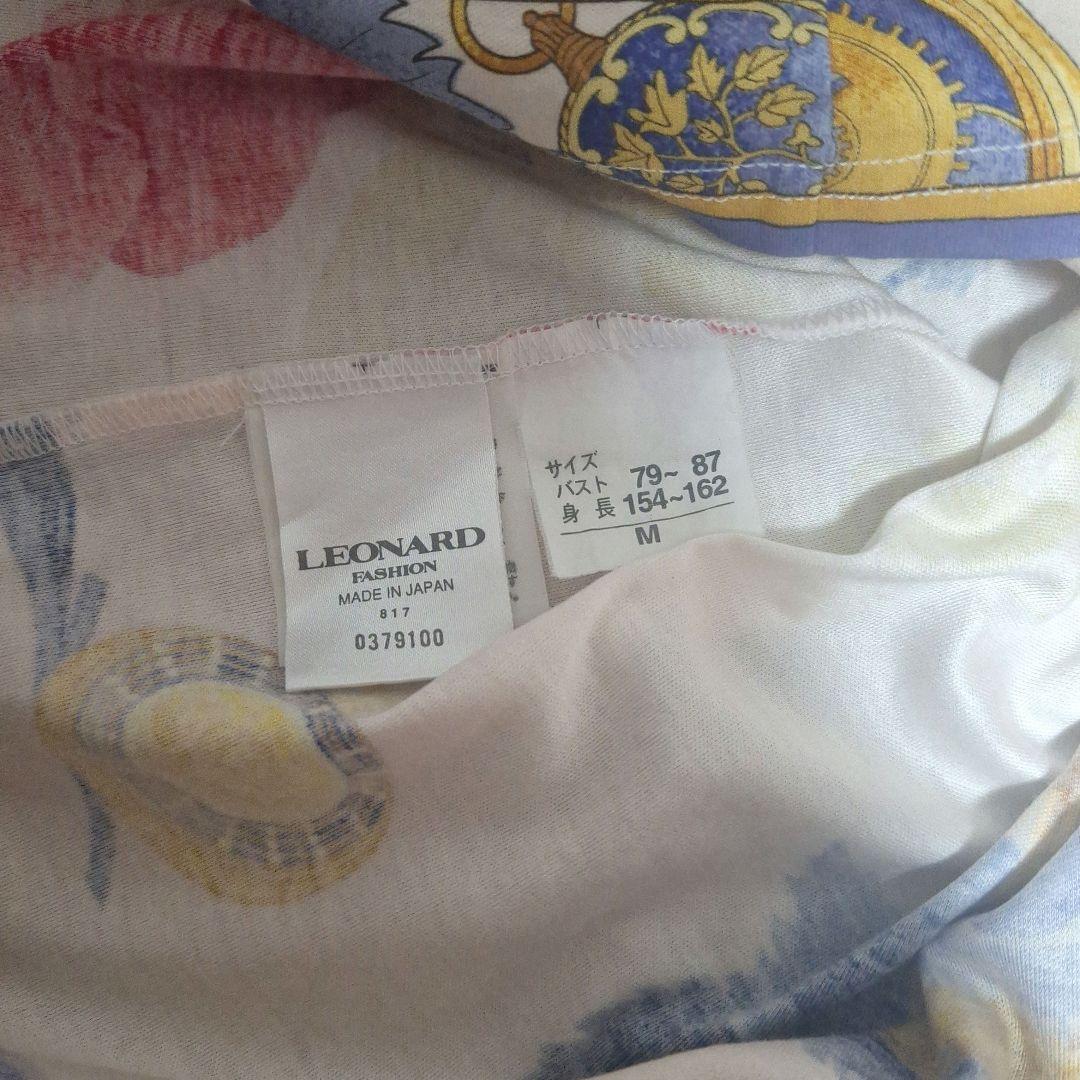 LEONARD
FASHION
MADE IN JAPAN
817
0379100
サイズ
バスト 79~ 87
身 長 154~162
M